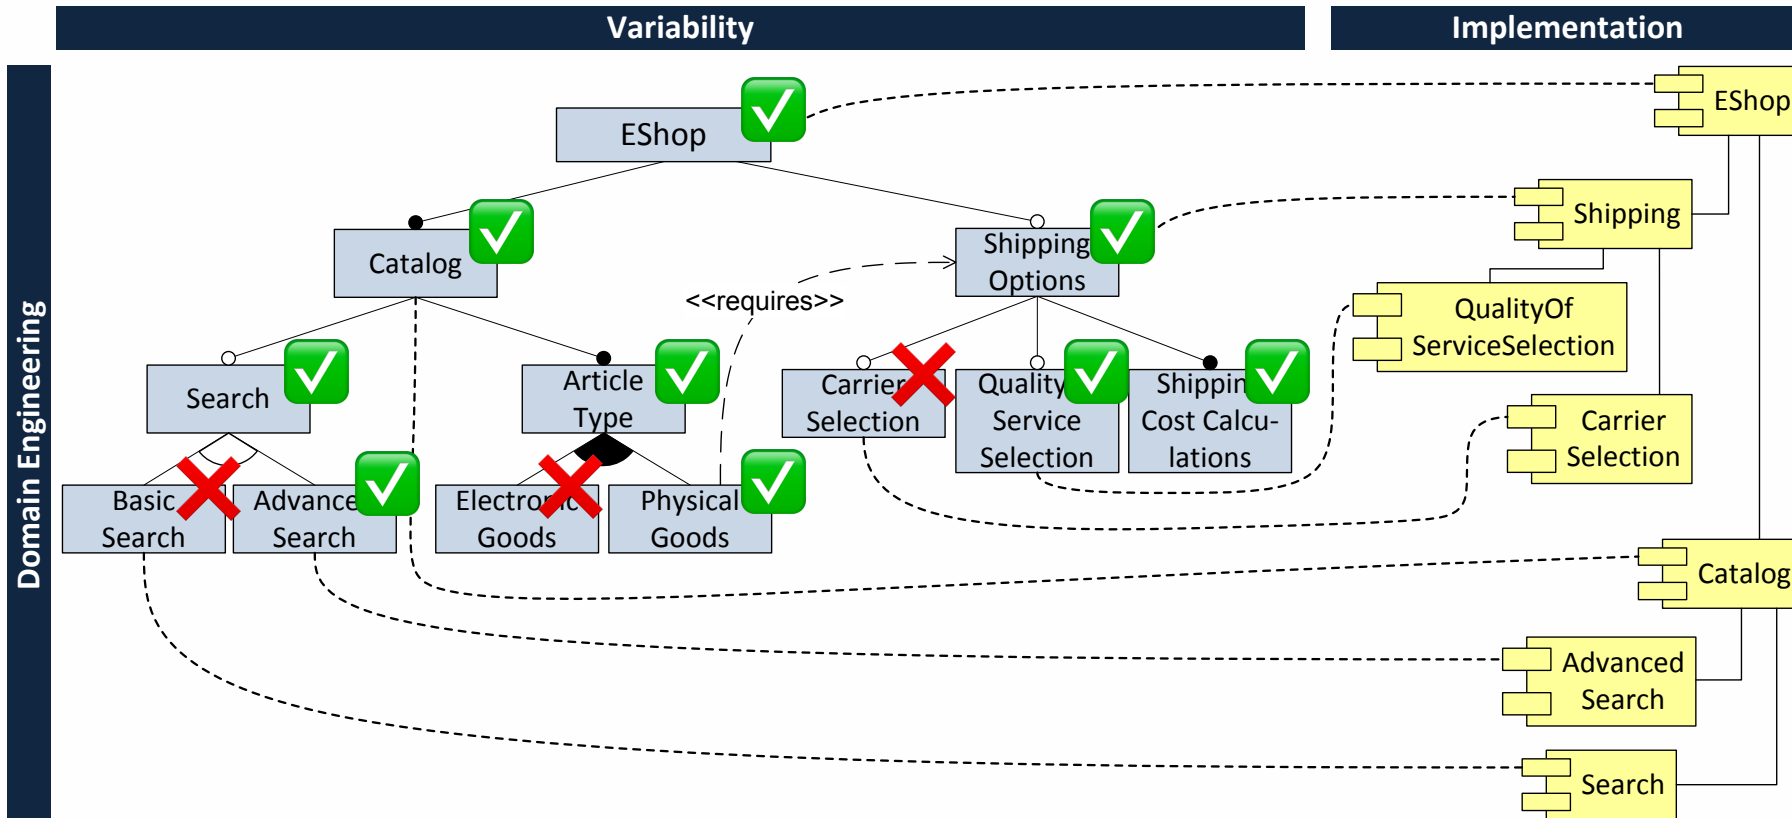 Variability
Implementation
Domain Engineering
EShop
EShop
Shipping
Catalog
Shipping
Options
<<requires>>
QualityOf
ServiceSelection
Search
Article
Type
Carrier
Selection
Quality
Service
Selection
Shippin
Cost Calcu-
lations
Carrier
Selection
Basic
Search
Advance
Search
Electronic
Goods
Physical
Goods
Catalog
Advanced
Search
Search